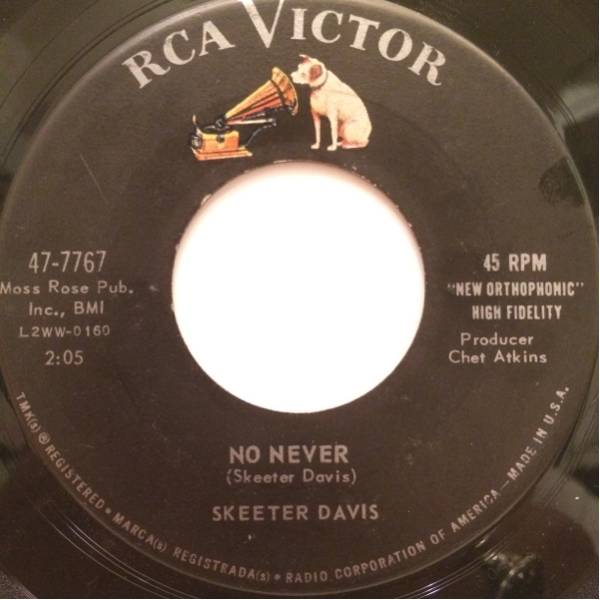 RCA VICTOR
47-7767
Moss Rose Pub.
Inc., BMI
L2WW-0160
2:05
45 RPM
"NEW ORTHOPHONIC"
HIGH FIDELITY
Producer
Chet Atkins
NO NEVER
(Skeeter Davis)
SKEETER DAVIS
TMK(s) ® REGISTERED • MARCA(s) REGISTRADA(s) • RADIO CORPORATION OF AMERICA—MADE IN U.S.A.